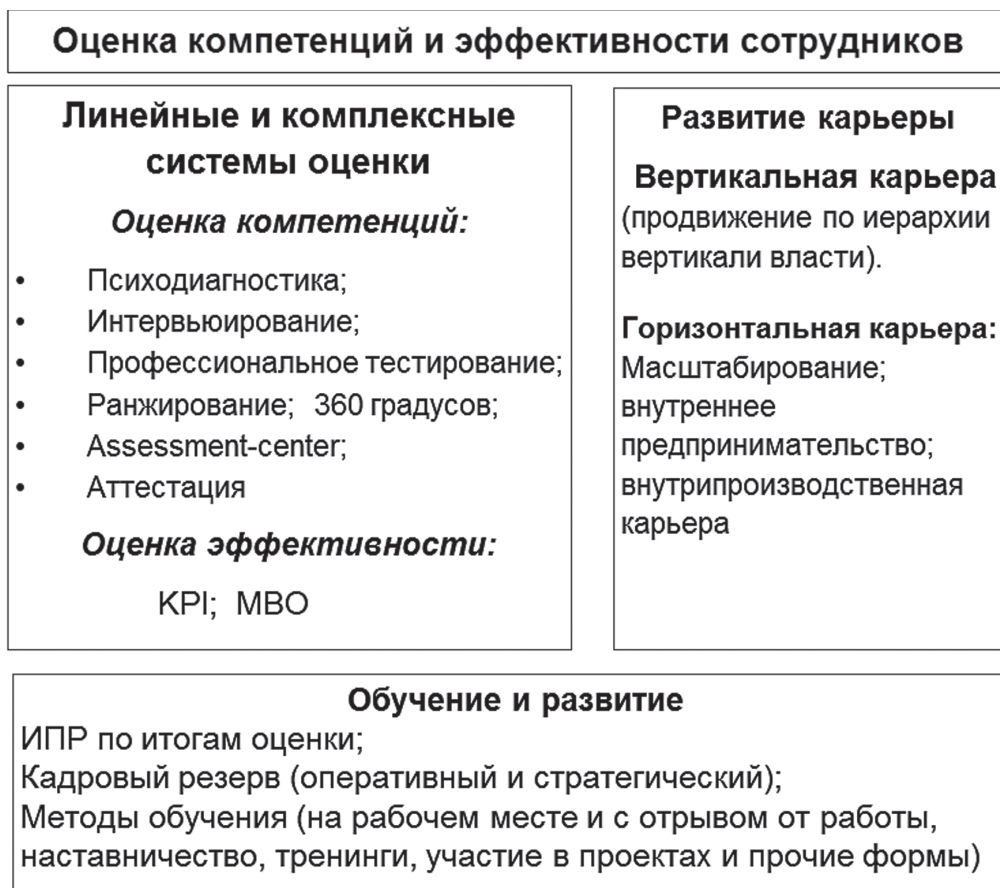 Оценка компетенций и эффективности сотрудников
Линейные и комплексные
системы оценки
Оценка компетенций:
• Психодиагностика;
• Интервьюирование;
• Профессиональное тестирование;
• Ранжирование; 360 градусов;
• Assessment-center;
• Аттестация
Оценка эффективности:
KPI; MBO
Развитие карьеры
Вертикальная карьера
(продвижение по иерархии
вертикали власти).
Горизонтальная карьера:
Масштабирование;
внутреннее
предпринимательство;
внутрипроизводственная
карьера
Обучение и развитие
ИПР по итогам оценки;
Кадровый резерв (оперативный и стратегический);
Методы обучения (на рабочем месте и с отрывом от работы,
наставничество, тренинги, участие в проектах и прочие формы)